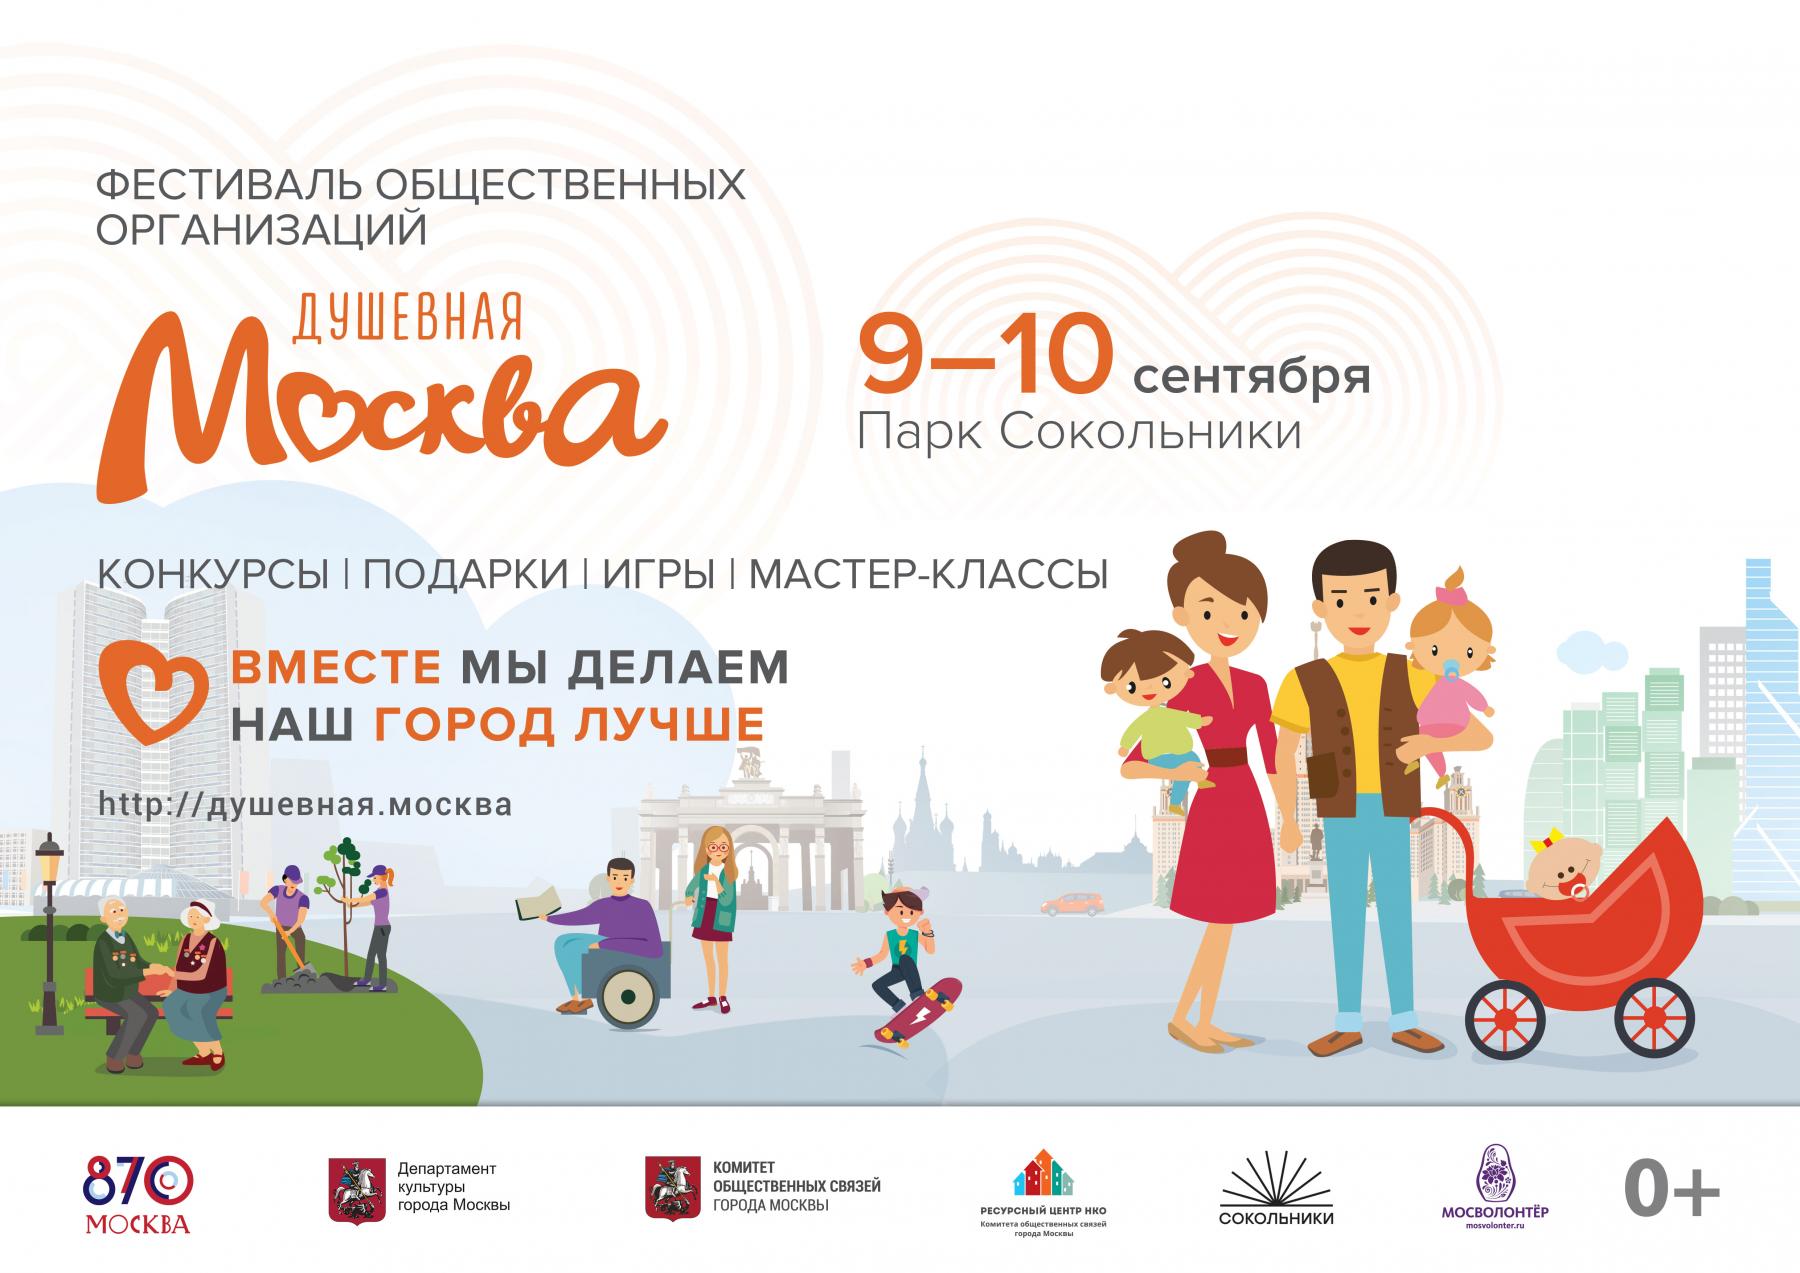 ФЕСТИВАЛЬ ОБЩЕСТВЕННЫХ
ОРГАНИЗАЦИЙ
ДУШЕВНАЯ
Москва
9–10 сентября
Парк Сокольники
КОНКУРСЫ | ПОДАРКИ | ИГРЫ | МАСТЕР-КЛАССЫ
ВМЕСТЕ МЫ ДЕЛАЕМ
НАШ ГОРОД ЛУЧШЕ
http://душевная.москва
870
МОСКВА
Департамент
культуры
города Москвы
КОМИТЕТ
ОБЩЕСТВЕННЫХ СВЯЗЕЙ
ГОРОДА МОСКВЫ
РЕСУРСНЫЙ ЦЕНТР НКО
Комитета общественных связей
города Москвы
СОКОЛЬНИКИ
МОСВОЛОНТЁР
mosvolonter.ru
0+